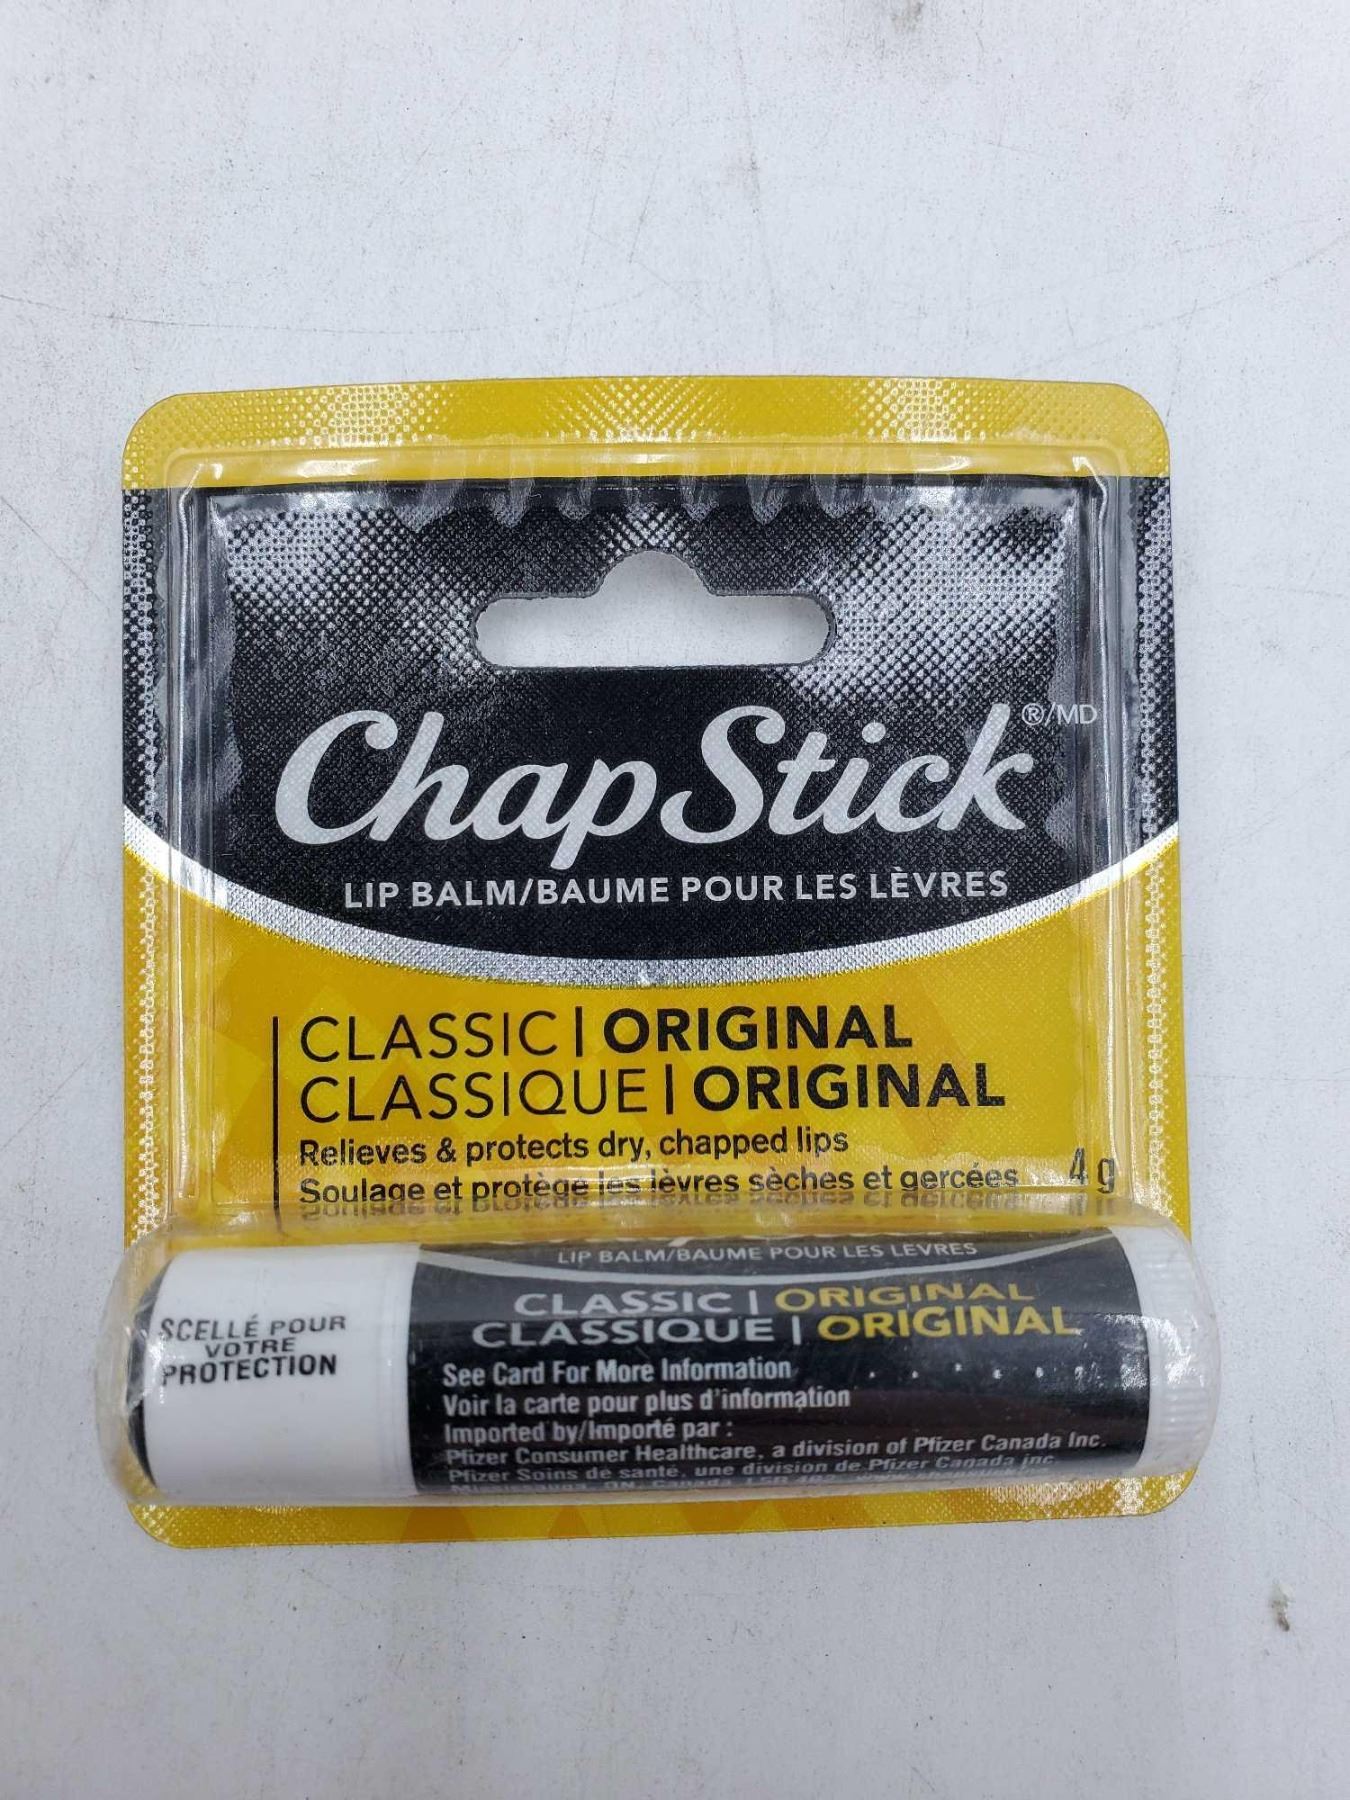 ChapStick®/MD
LIP BALM/BAUME POUR LES LÈVRES
CLASSIC | ORIGINAL
CLASSIQUE | ORIGINAL
Relieves & protects dry, chapped lips
Soulage et protège les lèvres sèches et gercées 4 g
LIP BALM/BAUME POUR LES LÈVRES
CLASSIC | ORIGINAL
CLASSIQUE | ORIGINAL
SCELLÉ POUR
VOTRE
PROTECTION
See Card For More Information
Voir la carte pour plus d'information
Imported by/Importé par :
Pfizer Consumer Healthcare, a division of Pfizer Canada Inc.
Pfizer Soins de santé, une division de Pfizer Canada inc.
Mississauga, ON, Canada